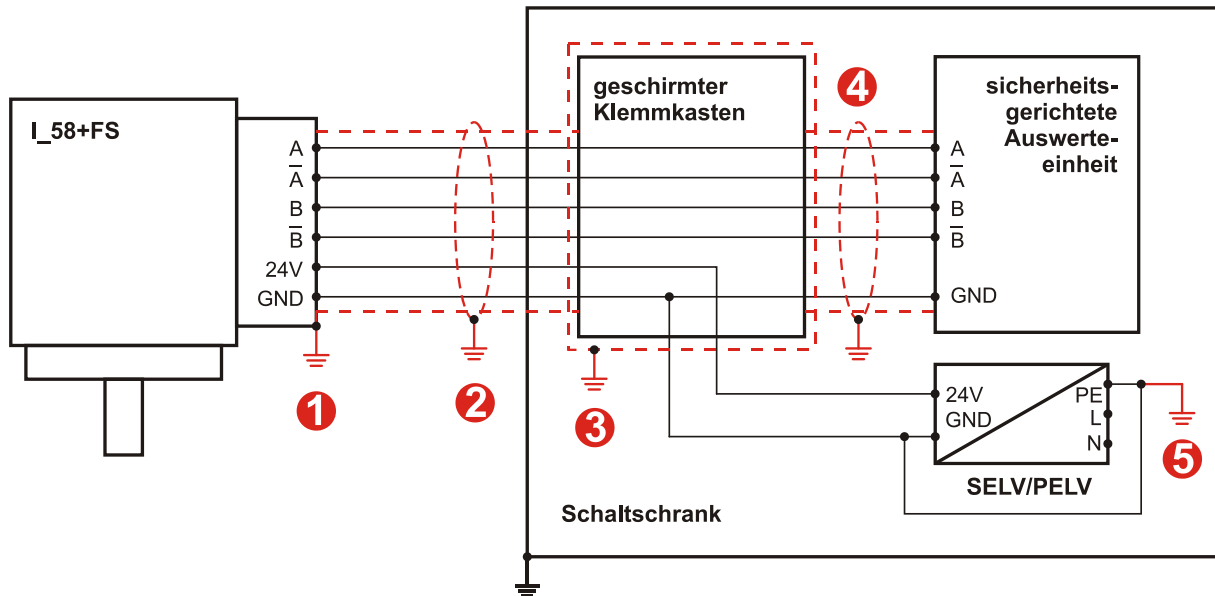 I_58+FS
A
A̅
B
B̅
24V
GND
1
2
geschirmter
Klemmkasten
3
4
sicherheits-
gerichtete
Auswerte-
einheit
A
A̅
B
B̅
GND
24V
GND
PE
L
N
SELV/PELV
5
Schaltschrank